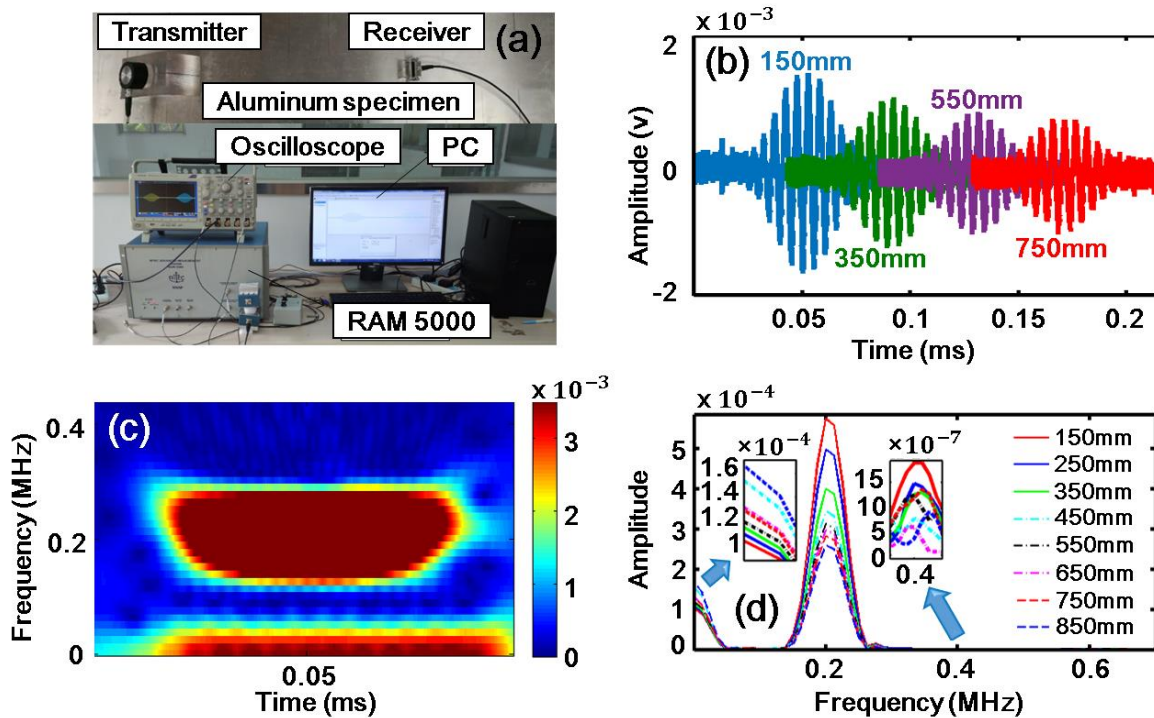 Transmitter
Receiver
(a)
Aluminum specimen
Oscilloscope
PC
RAM 5000
x 10⁻³
(b)
2
0
-2
Amplitude (v)
150mm
350mm
550mm
750mm
0.05
0.1
0.15
0.2
Time (ms)
(c)
x 10⁻³
0.4
0.2
0
Frequency (MHz)
0.05
Time (ms)
3
2
1
0
x 10⁻⁴
5
4
3
2
1
0
Amplitude
×10⁻⁴
1.6
1.4
1.2
1
×10⁻⁷
15
10
5
0
0.4
(d)
150mm
250mm
350mm
450mm
550mm
650mm
750mm
850mm
0.2
0.4
0.6
Frequency (MHz)